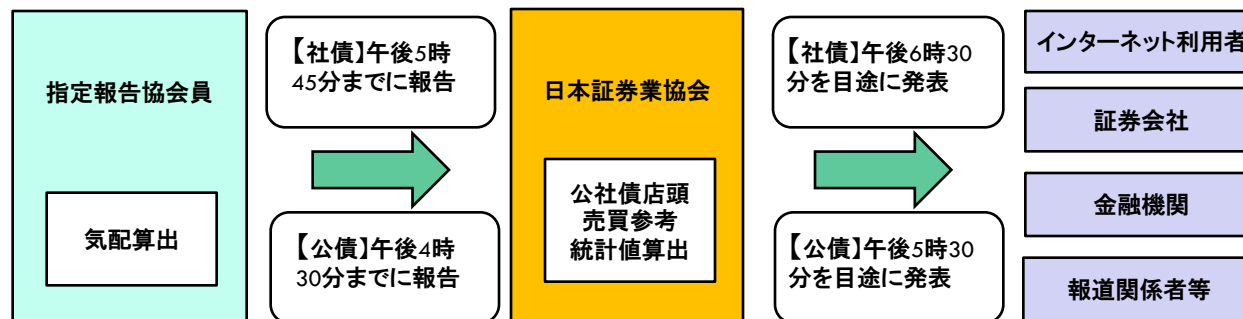 指定報告協会員
気配算出
【社債】午後5時
45分までに報告
【公債】午後4時
30分までに報告
日本証券業協会
公社債店頭
売買参考
統計値算出
【社債】午後6時30
分を目途に発表
【公債】午後5時30
分を目途に発表
インターネット利用者
証券会社
金融機関
報道関係者等